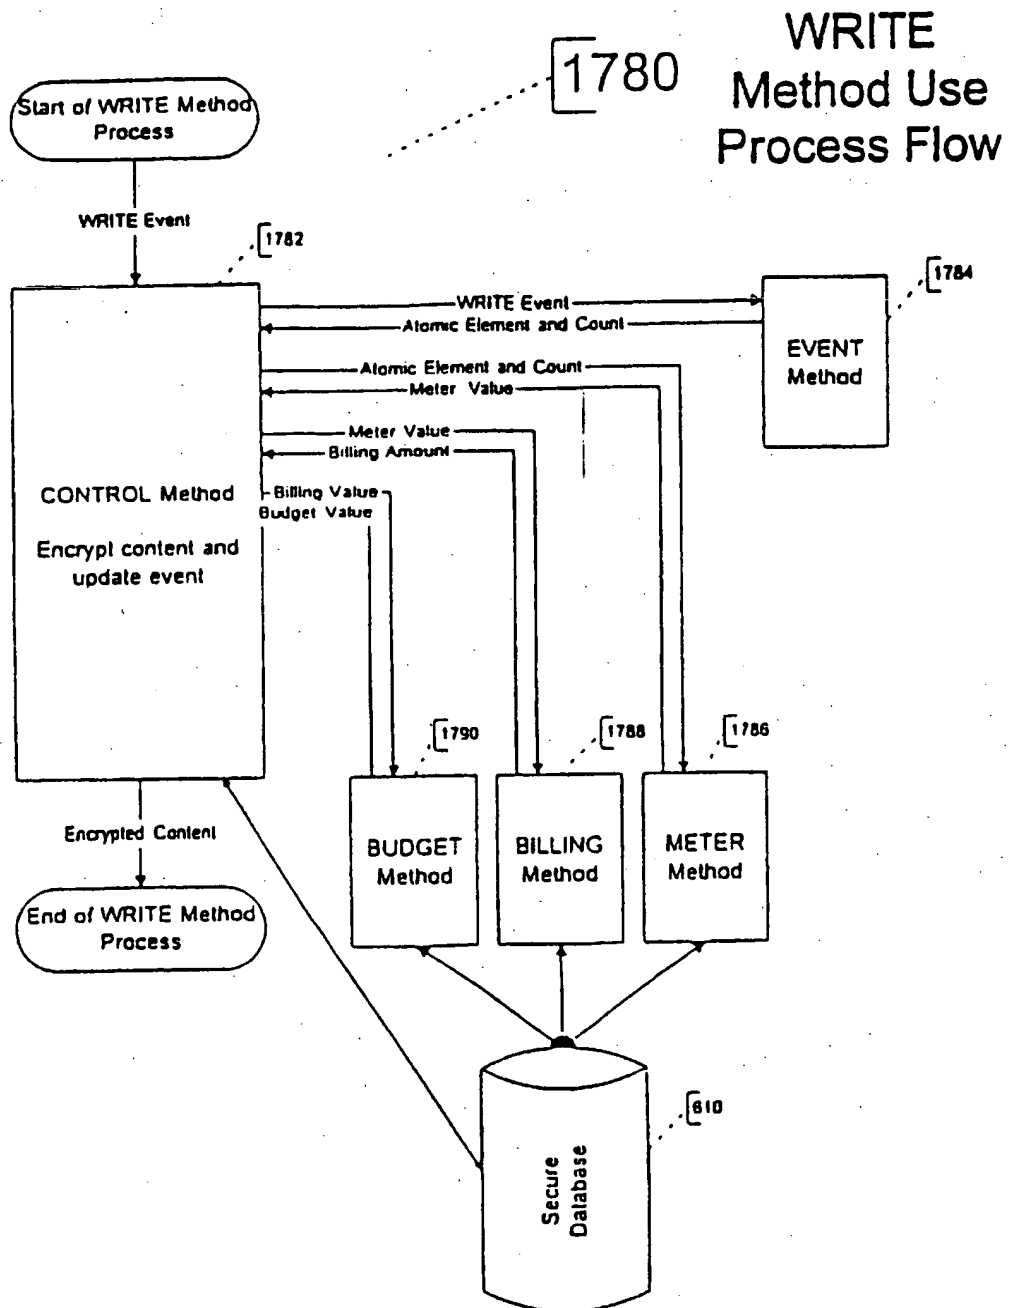 1780
WRITE
Method Use
Process Flow
Start of WRITE Method
Process
WRITE Event
1782
1784
WRITE Event
Atomic Element and Count
EVENT
Method
Atomic Element and Count
Meter Value
Meter Value
Billing Amount
CONTROL Method
Encrypt content and
update event
Billing Value
Budget Value
1790
1788
1786
Encrypted Content
BUDGET
Method
BILLING
Method
METER
Method
End of WRITE Method
Process
610
Secure
Database